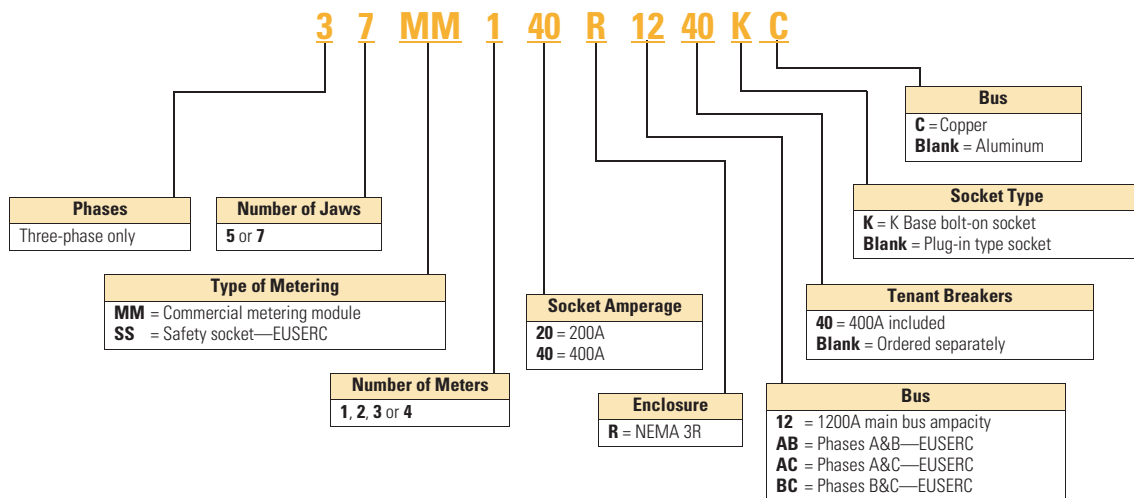 3 7 MM 1 40 R 12 40 K C
Bus
C = Copper
Blank = Aluminum
Phases
Three-phase only
Number of Jaws
5 or 7
Socket Type
K = K Base bolt-on socket
Blank = Plug-in type socket
Type of Metering
MM = Commercial metering module
SS = Safety socket—EUSERC
Socket Amperage
20 = 200A
40 = 400A
Tenant Breakers
40 = 400A included
Blank = Ordered separately
Number of Meters
1, 2, 3 or 4
Enclosure
R = NEMA 3R
Bus
12 = 1200A main bus ampacity
AB = Phases A&B—EUSERC
AC = Phases A&C—EUSERC
BC = Phases B&C—EUSERC